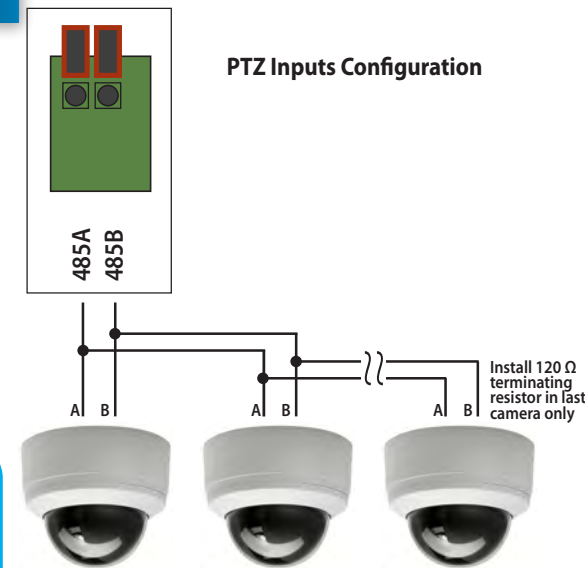 PTZ Inputs Configuration
485A
485B
Install 120 Ω
terminating
resistor in last
camera only
A B
A B
A B